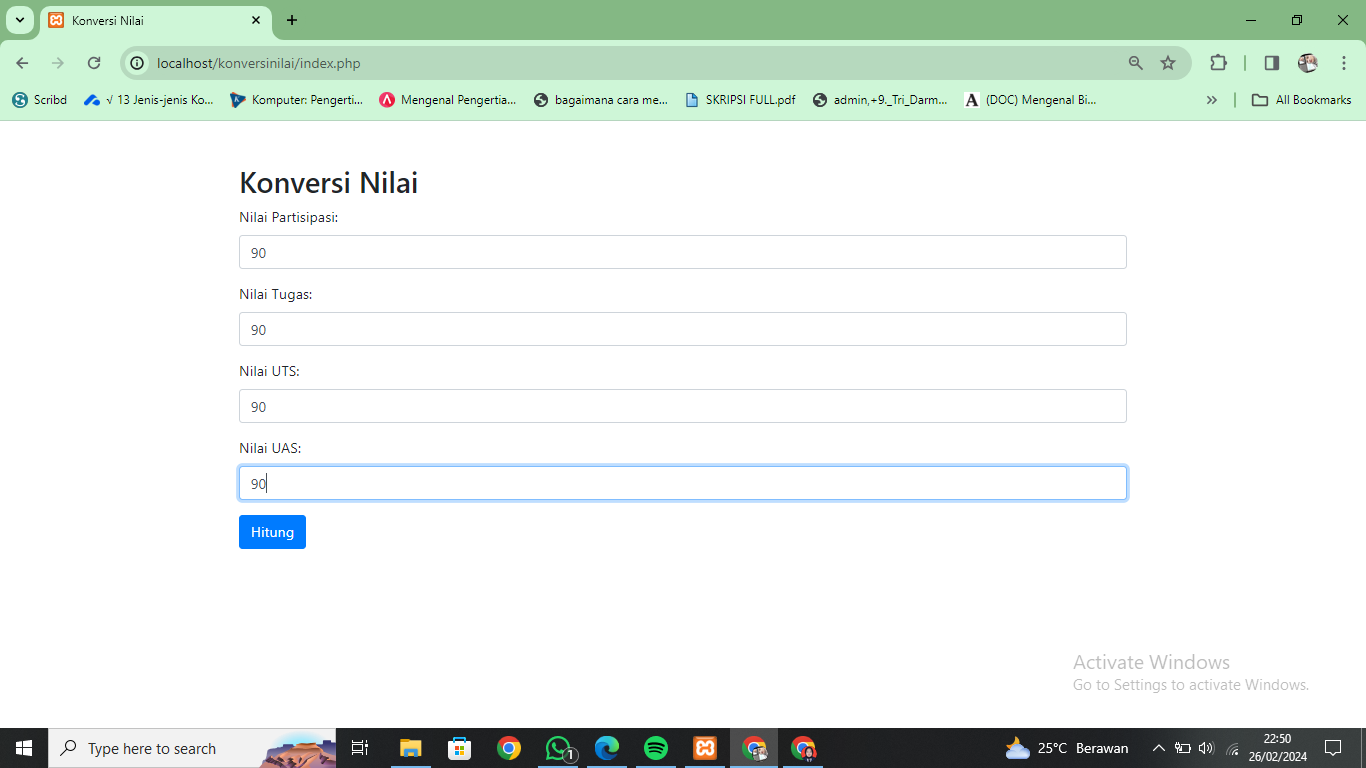 Konversi Nilai
localhost/konversinilai/index.php
Scribd
√ 13 Jenis-jenis Ko...
Komputer: Pengerti...
Mengenal Pengertia...
bagaimana cara me...
SKRIPSI FULL.pdf
admin,+9._Tri_Darm...
(DOC) Mengenal Bi...
»
All Bookmarks
Konversi Nilai
Nilai Partisipasi:
90
Nilai Tugas:
90
Nilai UTS:
90
Nilai UAS:
90
Hitung
Activate Windows
Go to Settings to activate Windows.
Type here to search
1
25°C Berawan
22:50
26/02/2024